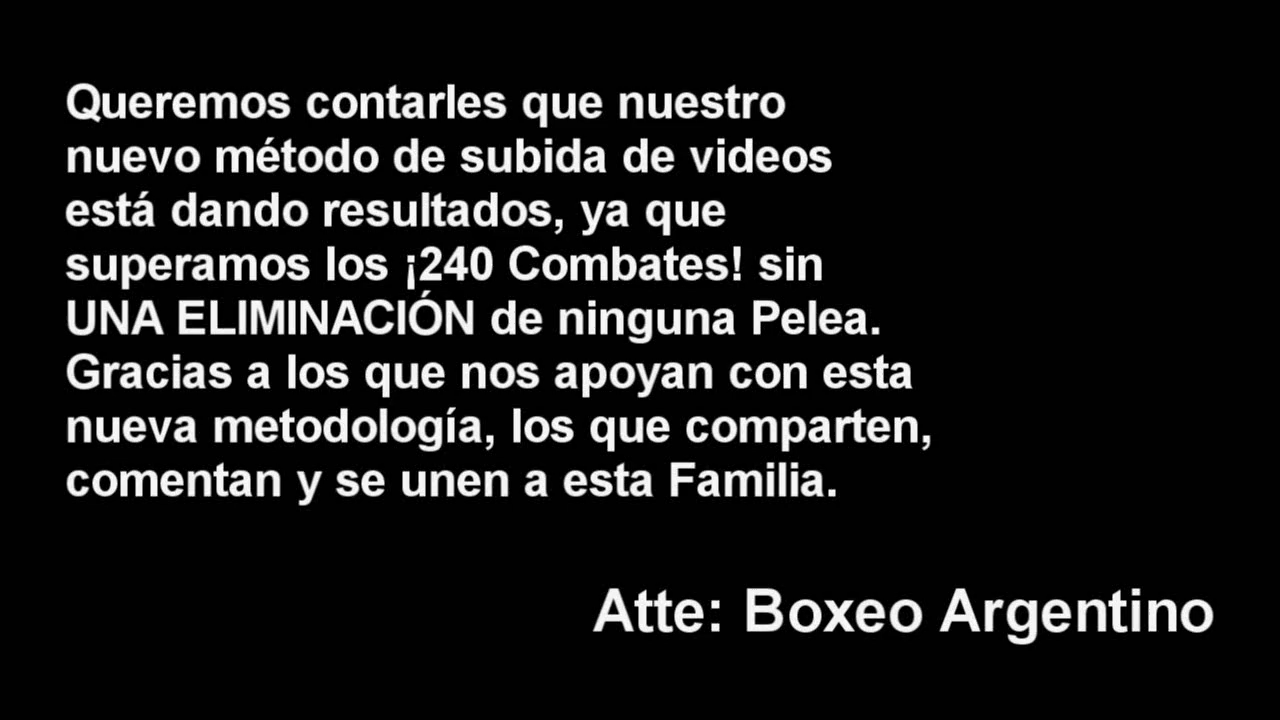 Queremos contarles que nuestro
nuevo método de subida de videos
está dando resultados, ya que
superamos los ¡240 Combates! sin
UNA ELIMINACIÓN de ninguna Pelea.
Gracias a los que nos apoyan con esta
nueva metodología, los que comparten,
comentan y se unen a esta Familia.
Atte: Boxeo Argentino